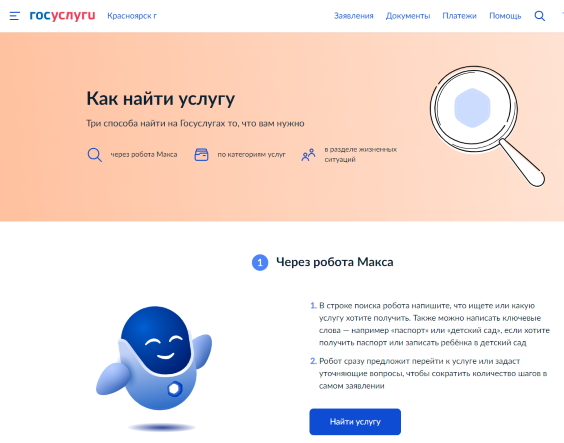 госуслуги Красноярск г Заявления Документы Платежи Помощь
Как найти услугу
Три способа найти на Госуслугах то, что вам нужно
через робота Макса
по категориям услуг
в разделе жизненных
ситуаций
1 Через робота Макса
1. В строке поиска робота напишите, что ищете или какую
услугу хотите получить. Также можно написать ключевые
слова — например «паспорт» или «детский сад», если хотите
получить паспорт или записать ребёнка в детский сад
2. Робот сразу предложит перейти к услуге или задаст
уточняющие вопросы, чтобы сократить количество шагов в
самом заявлении
Найти услугу